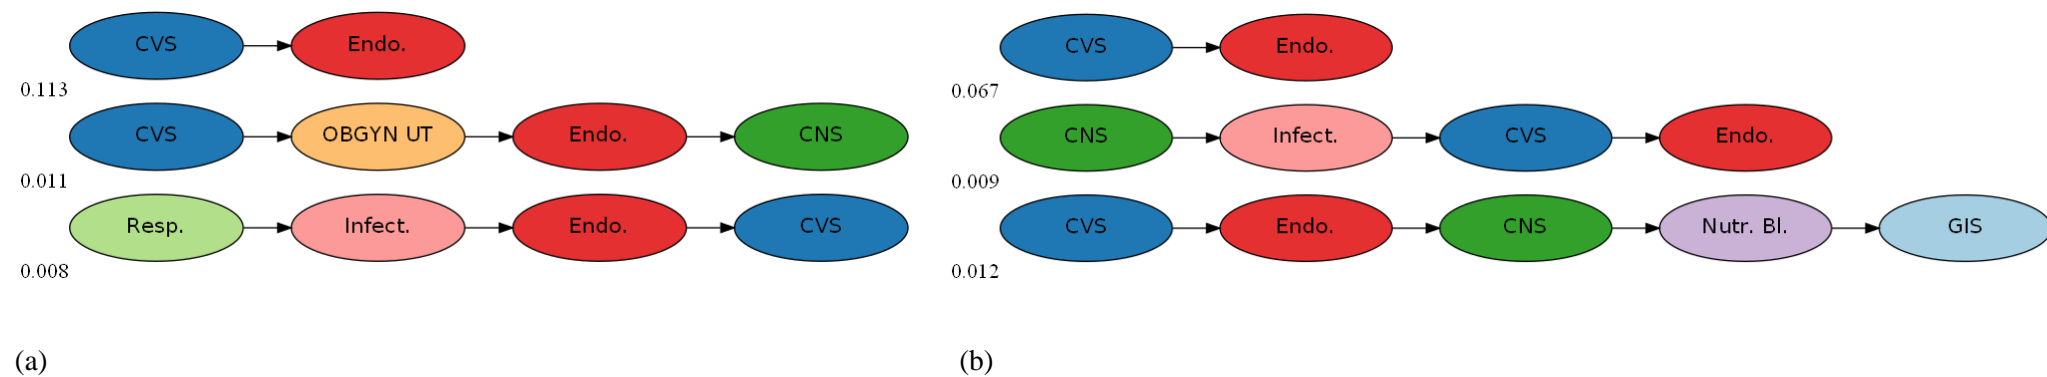 CVS Endo.
0.113
CVS OBGYN UT Endo. CNS
0.011
Resp. Infect. Endo. CVS
0.008
(a)
CVS Endo.
0.067
CNS Infect. CVS Endo.
0.009
CVS Endo. CNS Nutr. Bl. GIS
0.012
(b)